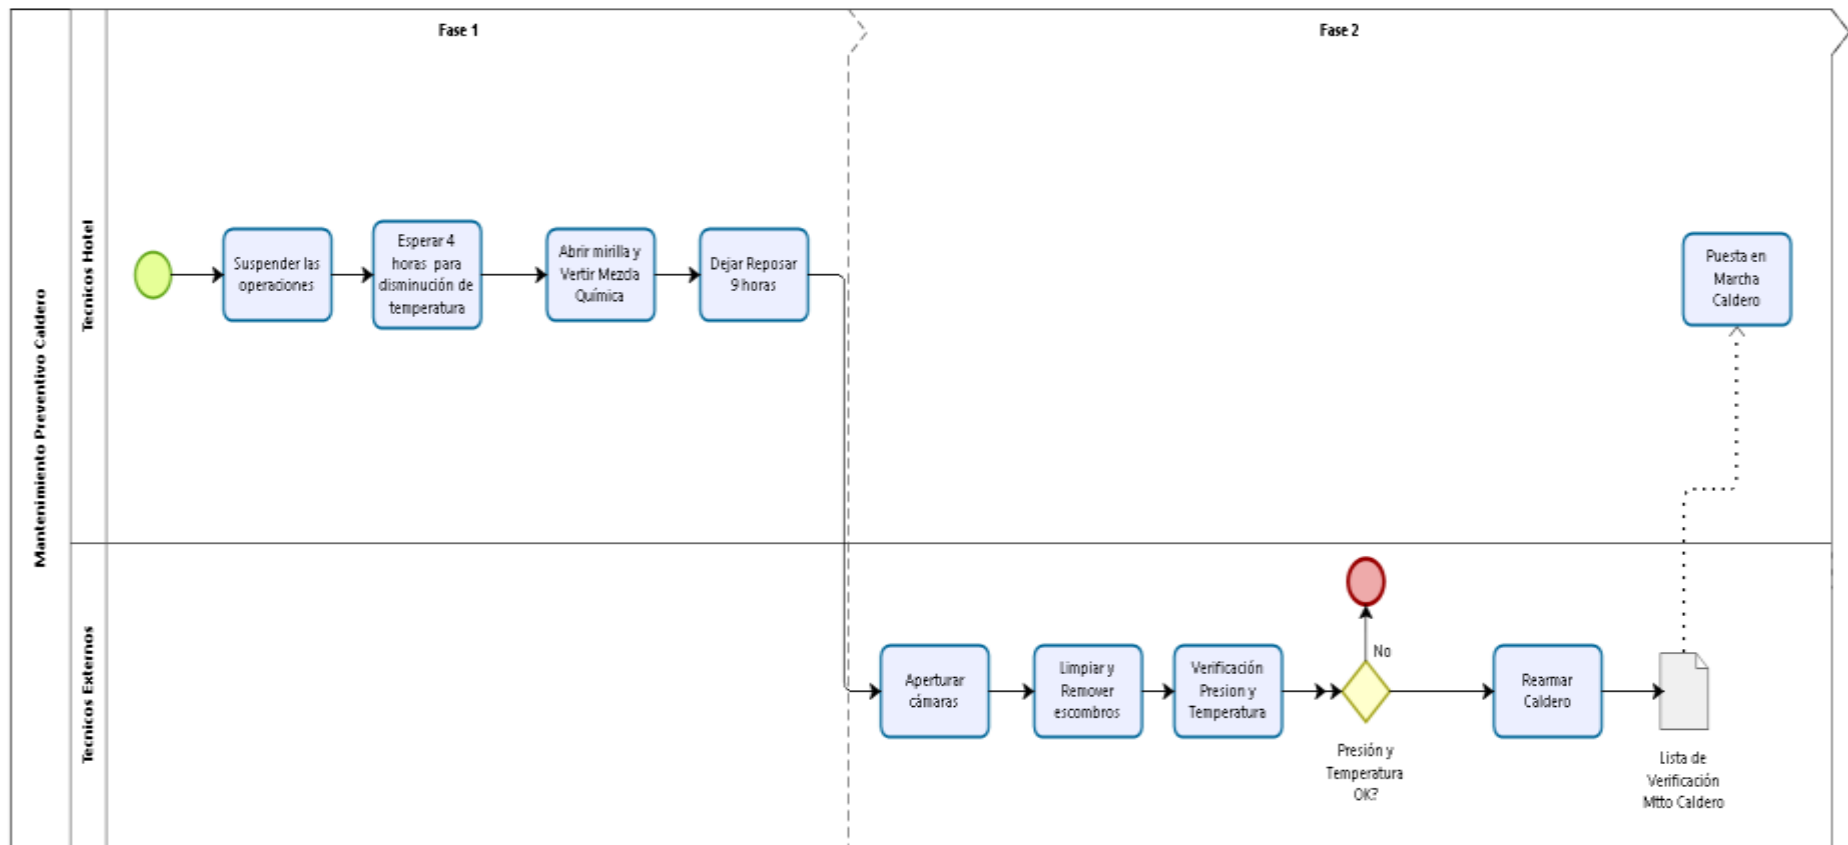 Fase 1
Fase 2
Mantenimiento Preventivo Caldero
Tecnicos Hotel
Suspender las
operaciones
Esperar 4
horas para
disminución de
temperatura
Abrir mirilla y
Vertir Mezcla
Química
Dejar Reposar
9 horas
Puesta en
Marcha
Caldero
Tecnicos Externos
Aperturar
cámaras
Limpiar y
Remover
escombros
Verificación
Presion y
Temperatura
No
Presión y
Temperatura
OK?
Rearmar
Caldero
Lista de
Verificación
Mtto Caldero